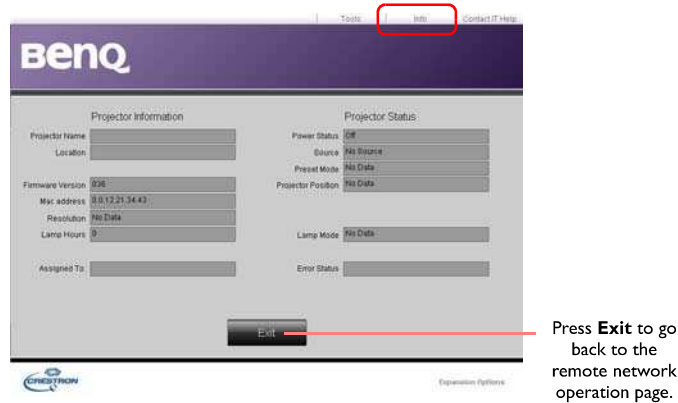 Tools | Info Contact IT Help
BenQ
Projector Information
Projector Status
Projector Name
Location
Firmware Version 036
Mac address 0.0.12.21.34.43
Resolution No Data
Lamp Hours 0
Assigned To
Power Status Off
Source No Source
Preset Mode No Data
Projector Position No Data
Lamp Mode No Data
Error Status
Exit
Press Exit to go
back to the
remote network
operation page.
CRESTRON
Expansion Options